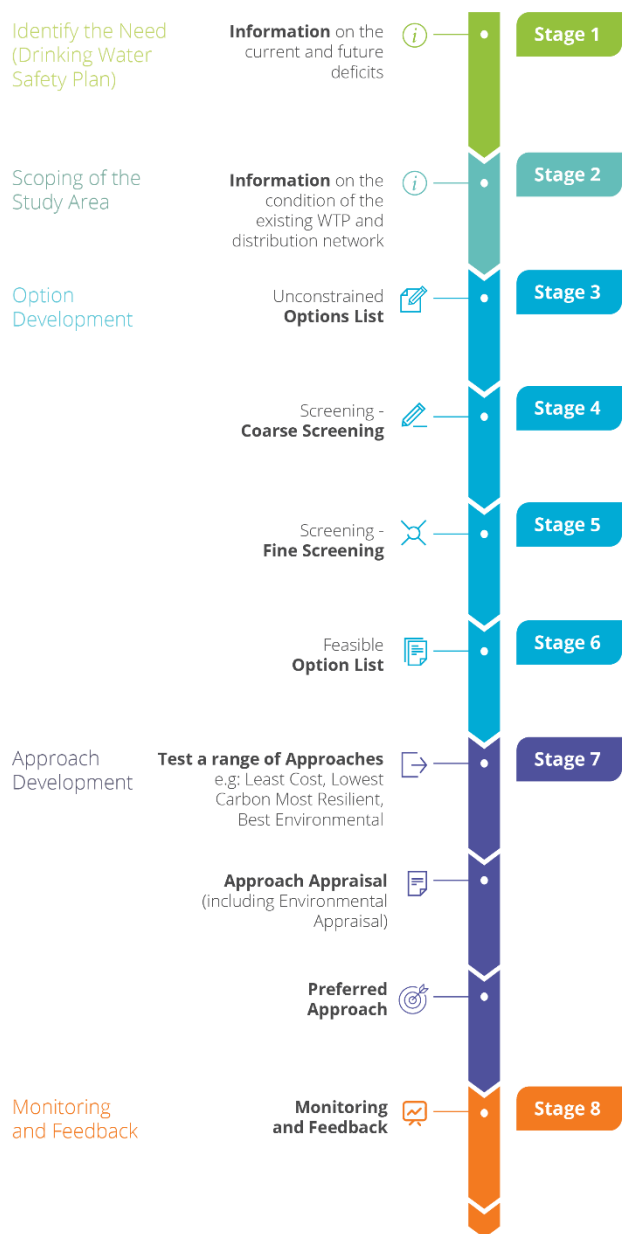 Identify the Need
(Drinking Water
Safety Plan)
Information on the
current and future
deficits
i
Stage 1
Scoping of the
Study Area
Information on the
condition of the
existing WTP and
distribution network
i
Stage 2
Option
Development
Unconstrained
Options List
Stage 3
Screening -
Coarse Screening
Stage 4
Screening -
Fine Screening
Stage 5
Feasible
Option List
Stage 6
Approach
Development
Test a range of Approaches
e.g: Least Cost, Lowest
Carbon Most Resilient,
Best Environmental
Stage 7
Approach Appraisal
(including Environmental
Appraisal)
Preferred
Approach
Monitoring
and Feedback
Monitoring
and Feedback
Stage 8